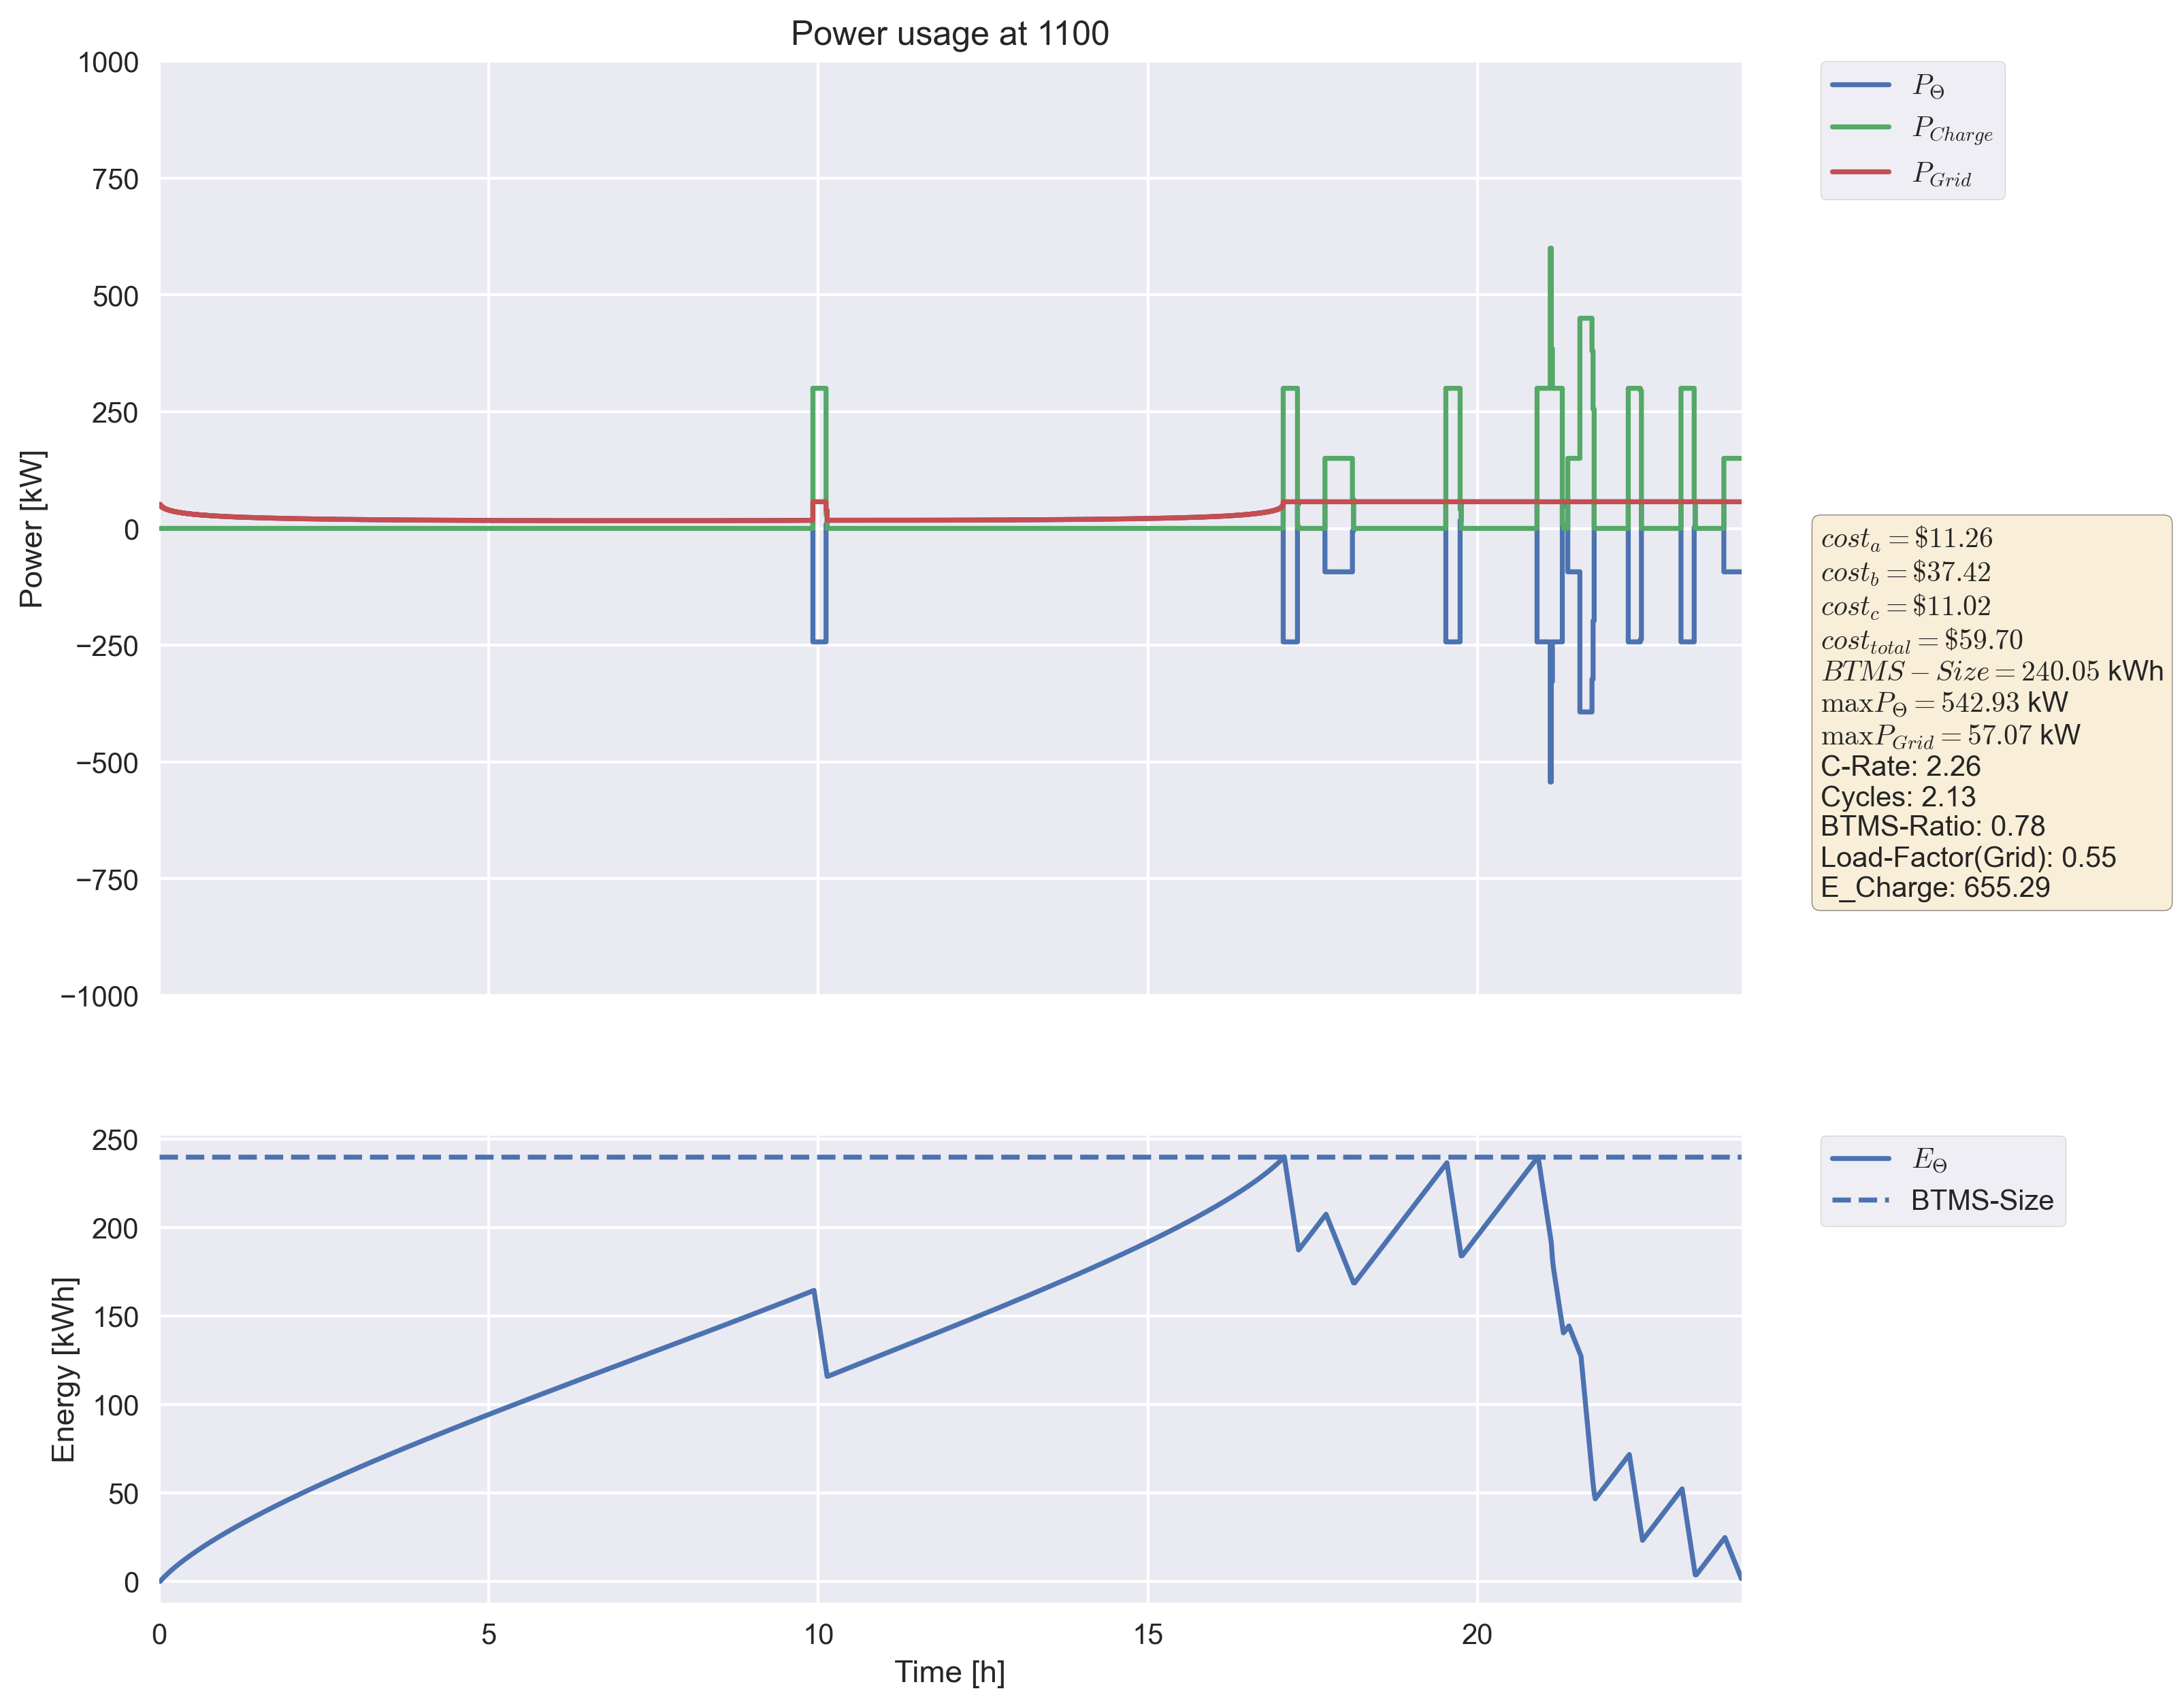 Power usage at 1100
1000
750
500
250
0
−250
−500
−750
−1000
Power [kW]
P_Θ
P_Charge
P_Grid
cost_a = $11.26
cost_b = $37.42
cost_c = $11.02
cost_total = $59.70
BTMS − Size = 240.05 kWh
maxP_Θ = 542.93 kW
maxP_Grid = 57.07 kW
C-Rate: 2.26
Cycles: 2.13
BTMS-Ratio: 0.78
Load-Factor(Grid): 0.55
E_Charge: 655.29
250
200
150
100
50
0
Energy [kWh]
E_Θ
BTMS-Size
0 5 10 15 20
Time [h]